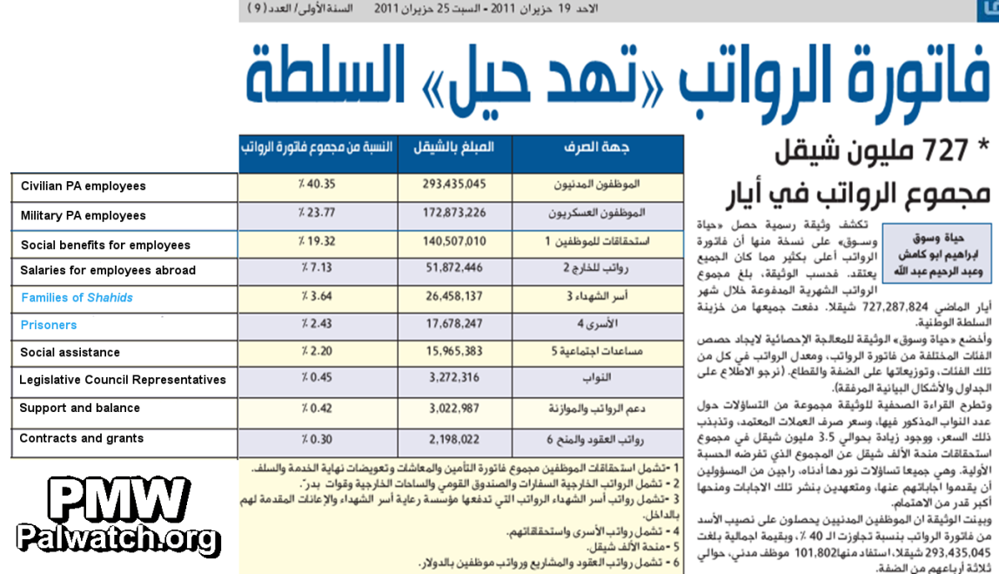 الاحد 19 حزيران 2011 - السبت 25 حزيران 2011 السنة الأولى/ العدد ( 9 )
فاتورة الرواتب «تهد حيل» السلطة
* 727 مليون شيقل
مجموع الرواتب في أيار
حياة وسوق
ابراهيم ابو كامش
وعبد الرحيم عبد الله
تكشف وثيقة رسمية حصل «حياة
وسوق» على نسخة منها أن فاتورة
الرواتب أعلى بكثير مما كان الجميع
يعتقد. فحسب الوثيقة، بلغ مجموع
الرواتب الشهرية المدفوعة خلال شهر
أيار الماضي 727,287,824 شيقلا. دفعت جميعها من خزينة
السلطة الوطنية.
وأخضع «حياة وسوق» الوثيقة للمعالجة الإحصائية لايجاد حصص
الفئات المختلفة من فاتورة الرواتب، ومعدل الرواتب في كل من
تلك الفئات، وتوزيعاتها على الضفة والقطاع. (نرجو الاطلاع على
الجداول والأشكال البيانية المرفقة).
وتطرح القراءة الصحفية للوثيقة مجموعة من التساؤلات حول
عدد النواب المذكور فيها، وسعر صرف العملات المعتمد، وتذبذب
ذلك السعر، ووجود زيادة بحوالي 3.5 مليون شيقل في مجموع
استحقاقات منحة الألف شيقل عن المجموع الذي تفرضه الحسبة
الأولية. وهي جميعا تساؤلات نوردها أدناه، راجين من المسؤولين
ان يقدموا اجاباتهم عنها، ومتعهدين بنشر تلك الاجابات ومنحها
أكبر قدر من الاهتمام.
وبينت الوثيقة ان الموظفين المدنيين يحصلون على نصيب الأسد
من فاتورة الرواتب بنسبة تجاوزت الـ 40 ٪، وبقيمة اجمالية بلغت
293,435,045 شيقلا، استفاد منها 101,802 موظف مدني، حوالي
ثلاثة أرباعهم من الضفة.
جهة الصرف المبلغ بالشيقل النسبة من مجموع فاتورة الرواتب
الموظفون المدنيون 293,435,045 40.35 ٪ Civilian PA employees
الموظفون العسكريون 172,873,226 23.77 ٪ Military PA employees
استحقاقات للموظفين 1 140,507,010 19.32 ٪ Social benefits for employees
رواتب للخارج 2 51,872,446 7.13 ٪ Salaries for employees abroad
أسر الشهداء 3 26,458,137 3.64 ٪ Families of Shahids
الأسرى 4 17,678,247 2.43 ٪ Prisoners
مساعدات اجتماعية 5 15,965,383 2.20 ٪ Social assistance
النواب 3,272,316 0.45 ٪ Legislative Council Representatives
دعم الرواتب والموازنة 3,022,987 0.42 ٪ Support and balance
رواتب العقود والمنح 6 2,198,022 0.30 ٪ Contracts and grants
1 -تشمل استحقاقات الموظفين مجموع فاتورة التأمين والمعاشات وتعويضات نهاية الخدمة والسلف.
2 - تشمل الرواتب الخارجية السفارات والصندوق القومي والساحات الخارجية وقوات بدر".
3 -تشمل رواتب أسر الشهداء الرواتب التي تدفعها مؤسسة رعاية أسر الشهداء والإعانات المقدمة لهم
بالداخل.
4 - تشمل رواتب الأسرى واستحقاقاتهم.
5 -منحة الألف شيقل.
6 - تشمل رواتب العقود والمشاريع ورواتب موظفين بالدولار.
PMW
Palwatch.org